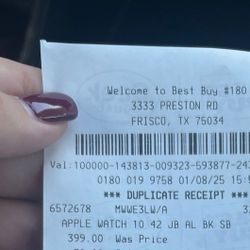 Welcome to Best Buy #180
3333 PRESTON RD
FRISCO, TX 75034
Val:100000-143813-009323-593877-24
0180 019 9758 01/08/25 15:
*** DUPLICATE RECEIPT ***
6572678 MWWE3LW/A 3
APPLE WATCH 10 42 JB AL BK SB
399.00 Was Price